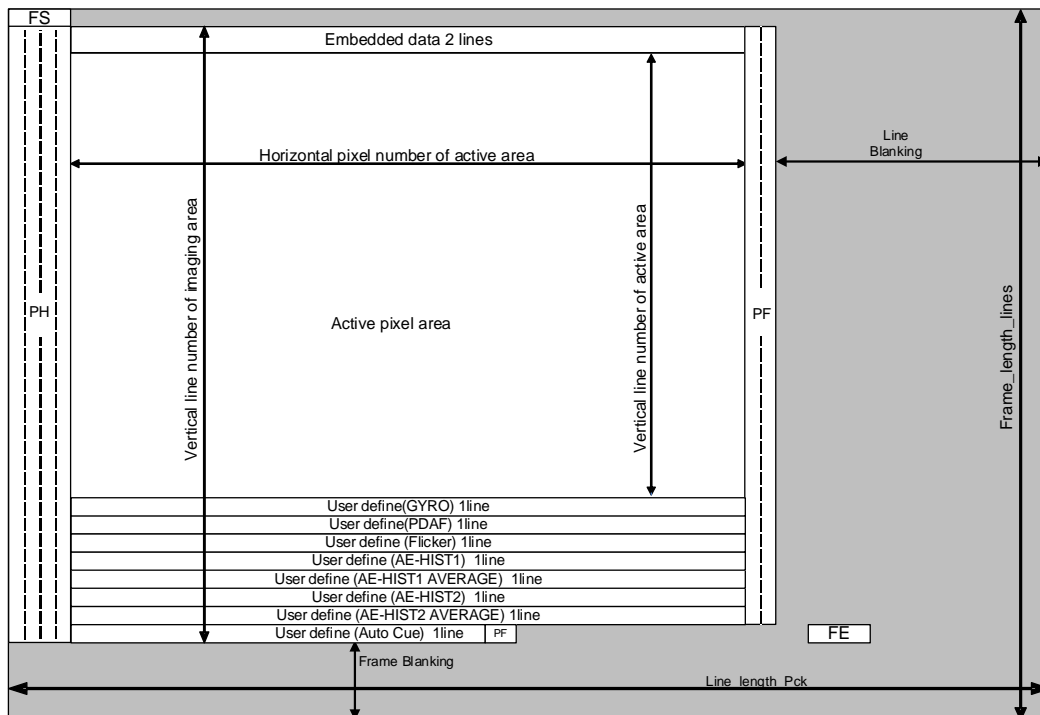 FS
Embedded data 2 lines
Line
Blanking
Horizontal pixel number of active area
Vertical line number of imaging area
Vertical line number of active area
PH
Active pixel area
PF
Frame_length_lines
User define(GYRO) 1line
User define(PDAF) 1line
User define (Flicker) 1line
User define (AE-HIST1) 1line
User define (AE-HIST1 AVERAGE) 1line
User define (AE-HIST2) 1line
User define (AE-HIST2 AVERAGE) 1line
User define (Auto Cue) 1line
PF
FE
Frame Blanking
Line_length_Pck